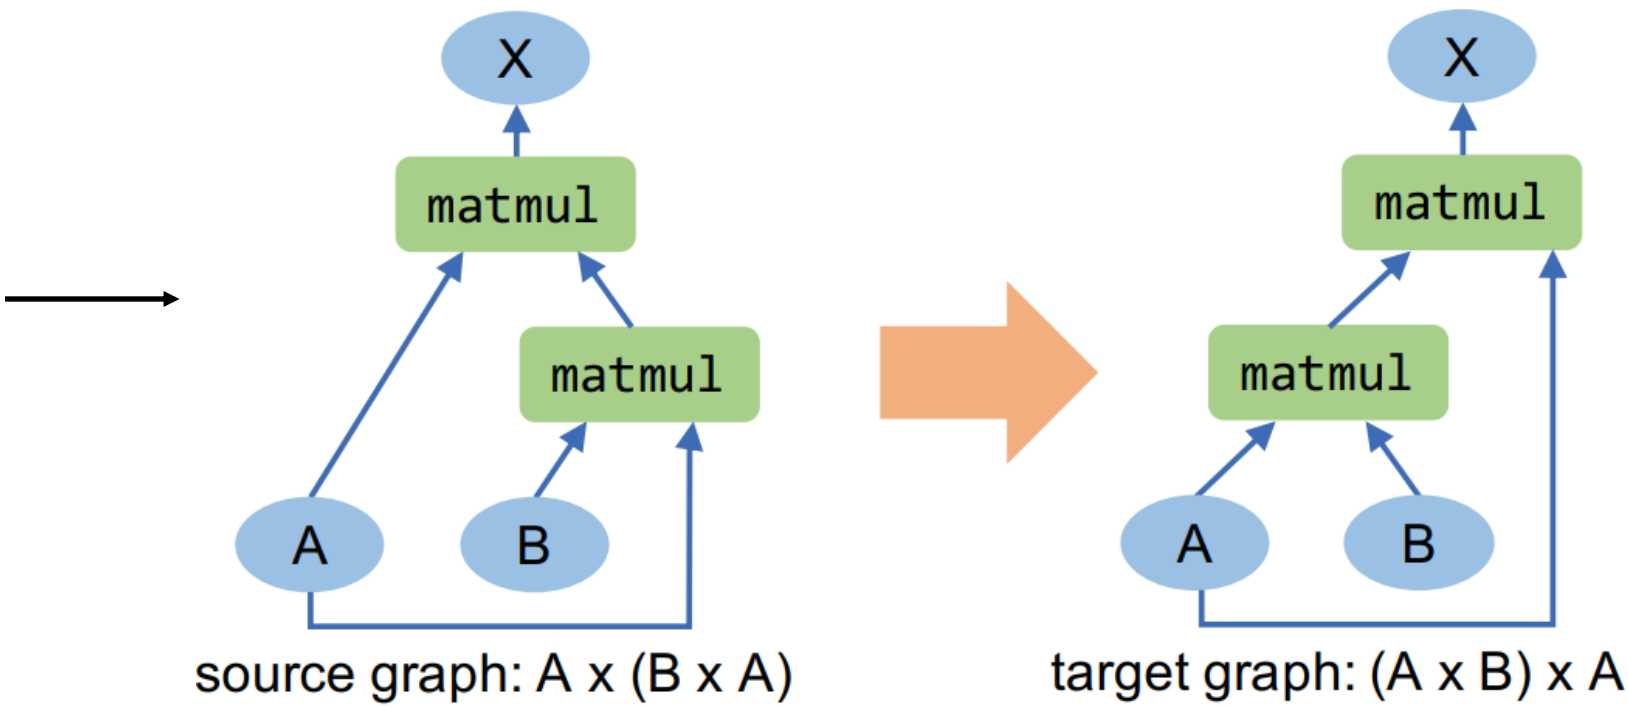 X
matmul
matmul
A
B
source graph: A x (B x A)
X
matmul
matmul
A
B
target graph: (A x B) x A